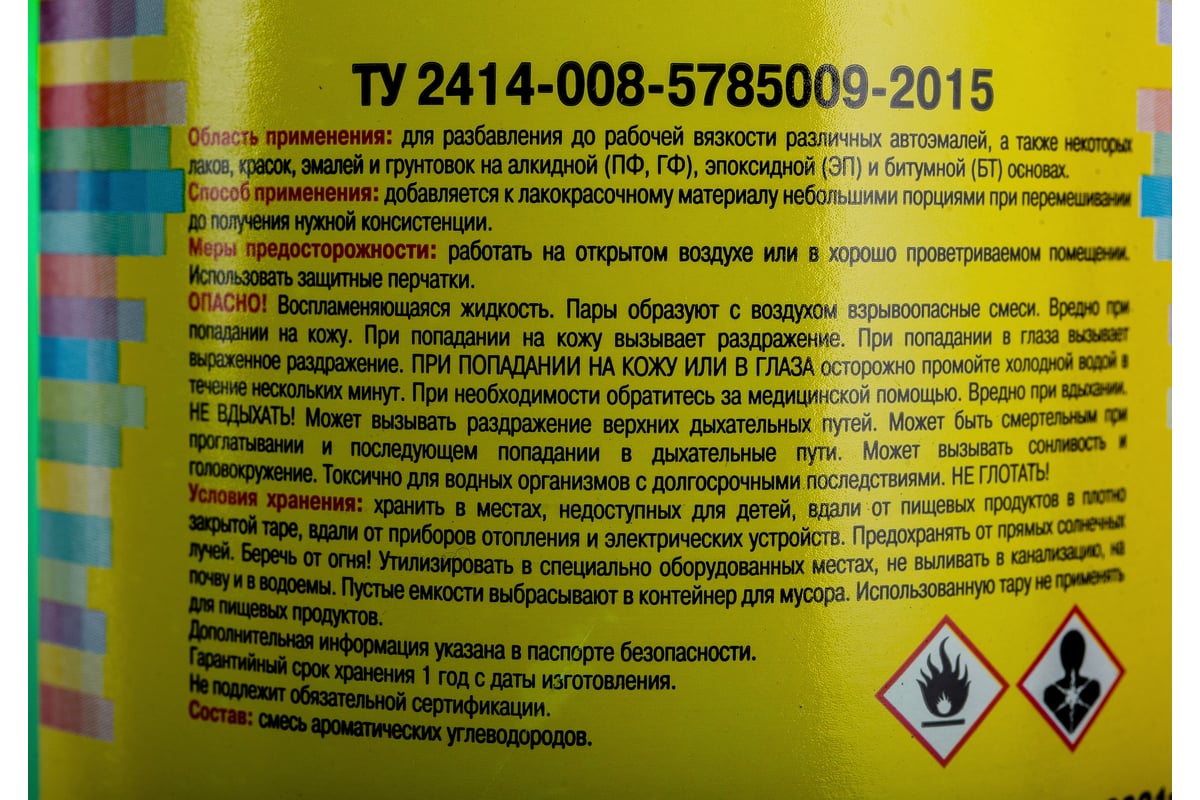 ТУ 2414-008-5785009-2015
Область применения: для разбавления до рабочей вязкости различных автоэмалей, а также некоторых
лаков, красок, эмалей и грунтовок на алкидной (ПФ, ГФ), эпоксидной (ЭП) и битумной (БТ) основах.
Способ применения: добавляется к лакокрасочному материалу небольшими порциями при перемешивании
до получения нужной консистенции.
Меры предосторожности: работать на открытом воздухе или в хорошо проветриваемом помещении.
Использовать защитные перчатки.
ОПАСНО! Воспламеняющаяся жидкость. Пары образуют с воздухом взрывоопасные смеси. Вредно при
попадании на кожу. При попадании на кожу вызывает раздражение. При попадании в глаза вызывает
выраженное раздражение. ПРИ ПОПАДАНИИ НА КОЖУ ИЛИ В ГЛАЗА осторожно промойте холодной водой в
течение нескольких минут. При необходимости обратитесь за медицинской помощью. Вредно при вдыхании.
НЕ ВДЫХАТЬ! Может вызывать раздражение верхних дыхательных путей. Может быть смертельным при
проглатывании и последующем попадании в дыхательные пути. Может вызывать сонливость и
головокружение. Токсично для водных организмов с долгосрочными последствиями. НЕ ГЛОТАТЬ!
Условия хранения: хранить в местах, недоступных для детей, вдали от пищевых продуктов в плотно
закрытой таре, вдали от приборов отопления и электрических устройств. Предохранять от прямых солнечных
лучей. Беречь от огня! Утилизировать в специально оборудованных местах, не выливать в канализацию, на
почву и в водоемы. Пустые емкости выбрасывают в контейнер для мусора. Использованную тару не применять
для пищевых продуктов.
Дополнительная информация указана в паспорте безопасности.
Гарантийный срок хранения 1 год с даты изготовления.
Не подлежит обязательной сертификации.
Состав: смесь ароматических углеводородов.